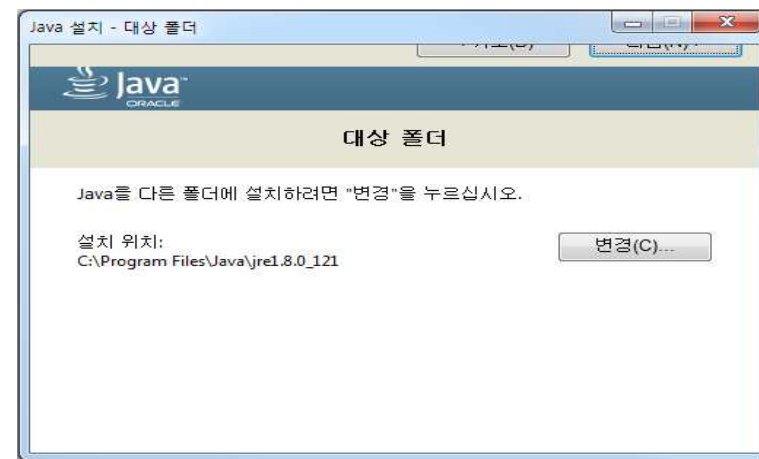 Java 설치 - 대상 폴더
Java
ORACLE
대상 폴더
Java를 다른 폴더에 설치하려면 "변경"을 누르십시오.
설치 위치:
변경(C)...
C:\Program Files\Java\jre1.8.0_121